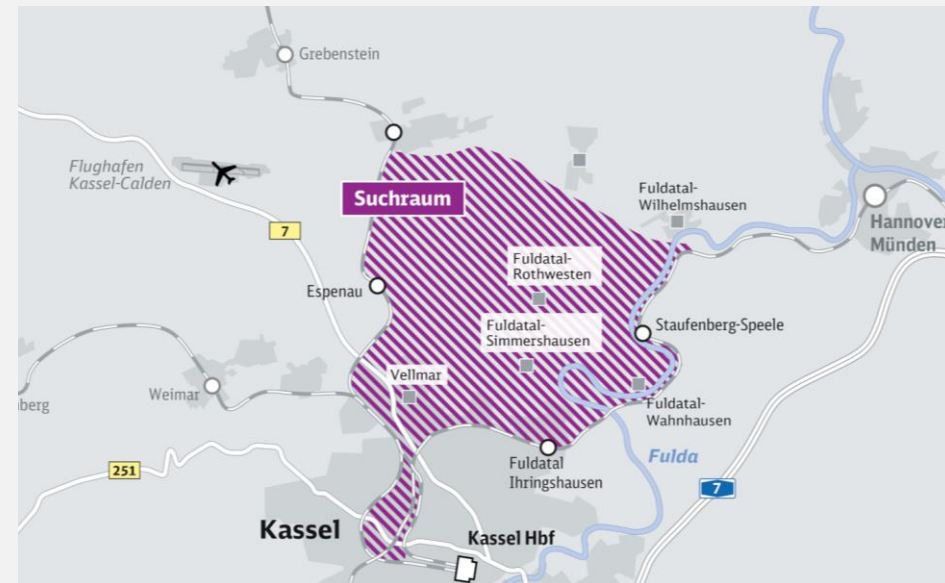 Grebenstein
Flughafen
Kassel-Calden
Suchraum
7
Fuldatal-
Wilhelmshausen
Hannover
Münden
Fuldatal-
Rothwesten
Espenau
Staufenberg-Speele
Fuldatal-
Simmershausen
Vellmar
Weimar
nberg
Fuldatal-
Wahnhausen
Fuldatal
Ihringshausen
Fulda
251
7
Kassel
Kassel Hbf